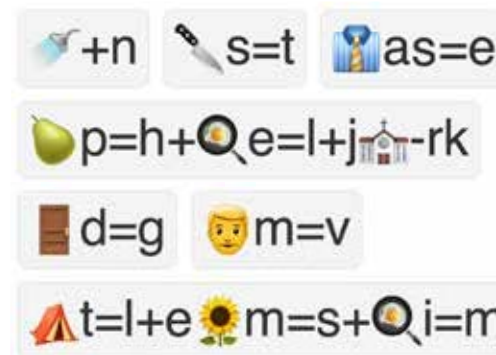 🚿+n 🔪s=t 👔as=e
🍐p=h+🍳e=l+j⛪-rk
🚪d=g 👨m=v
⛺t=l+e🌻m=s+🍳i=m